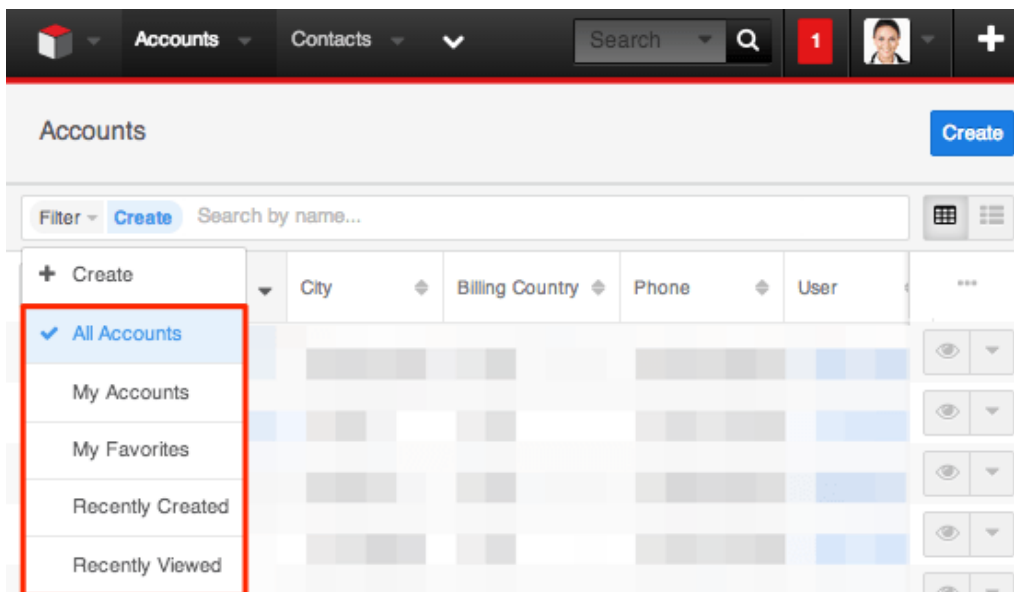 Accounts Contacts Search 1
Accounts Create
Filter Create Search by name...
Create
City Billing Country Phone User
All Accounts
My Accounts
My Favorites
Recently Created
Recently Viewed